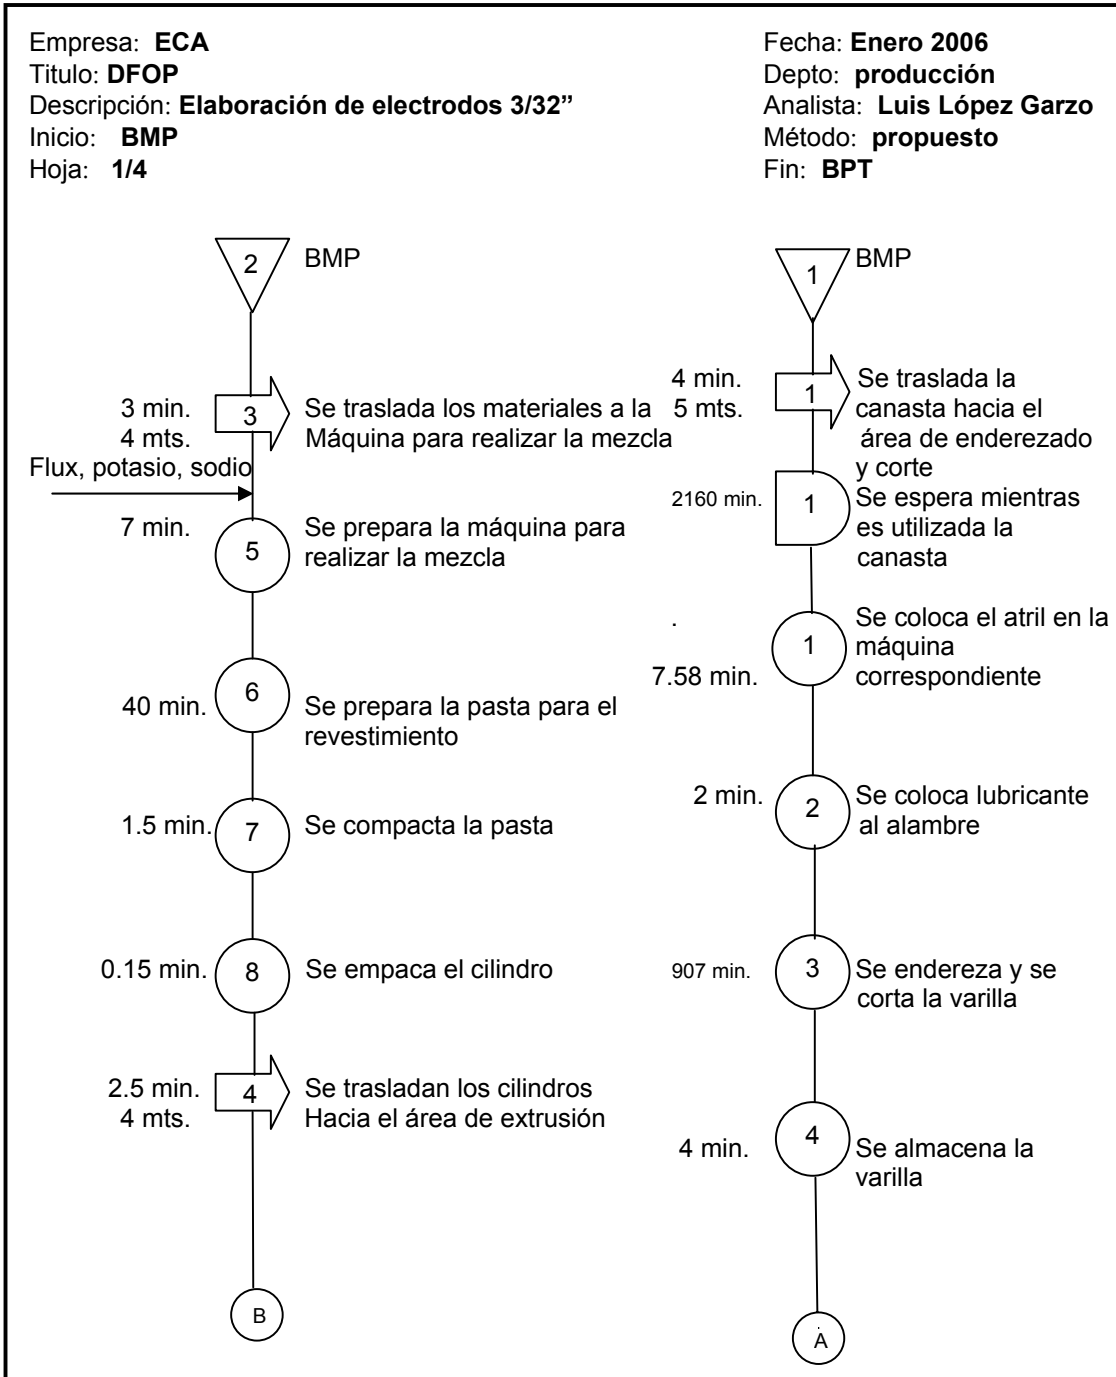 Empresa: ECA
Titulo: DFOP
Descripción: Elaboración de electrodos 3/32”
Inicio: BMP
Hoja: 1/4
Fecha: Enero 2006
Depto: producción
Analista: Luis López Garzo
Método: propuesto
Fin: BPT
2
BMP
3 min.
4 mts.
3
Se traslada los materiales a la
Máquina para realizar la mezcla
Flux, potasio, sodio
7 min.
5
Se prepara la máquina para
realizar la mezcla
40 min.
6
Se prepara la pasta para el
revestimiento
1.5 min.
7
Se compacta la pasta
0.15 min.
8
Se empaca el cilindro
2.5 min.
4 mts.
4
Se trasladan los cilindros
Hacia el área de extrusión
B
1
BMP
4 min.
5 mts.
1
Se traslada la
canasta hacia el
área de enderezado
y corte
2160 min.
1
Se espera mientras
es utilizada la
canasta
.
7.58 min.
1
Se coloca el atril en la
máquina
correspondiente
2 min.
2
Se coloca lubricante
al alambre
907 min.
3
Se endereza y se
corta la varilla
4 min.
4
Se almacena la
varilla
.
A